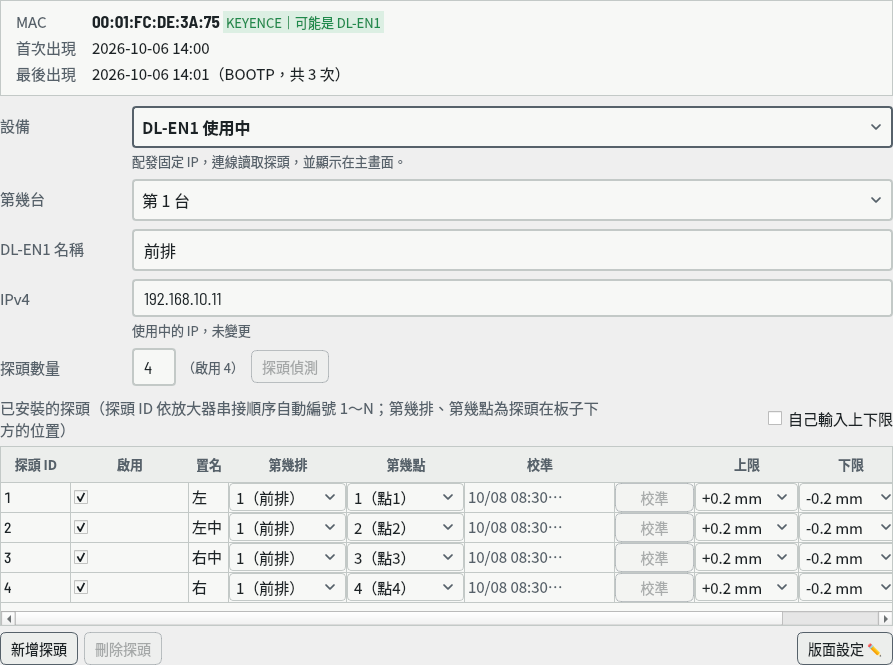 MAC 00:01:FC:DE:3A:75 KEYENCE｜可能是 DL-EN1
首次出現 2026-10-06 14:00
最後出現 2026-10-06 14:01（BOOTP，共 3 次）
設備 DL-EN1 使用中
配發固定 IP，連線讀取探頭，並顯示在主畫面。
第幾台 第 1 台
DL-EN1 名稱 前排
IPv4 192.168.10.11
使用中的 IP，未變更
探頭數量 4 （啟用 4） 探頭偵測
已安裝的探頭（探頭 ID 依放大器串接順序自動編號 1～N；第幾排、第幾點為探頭在板子下
方的位置）
自己輸入上下限
探頭 ID 啟用 置名 第幾排 第幾點 校準 上限 下限
1 左 1（前排） 1（點1） 10/08 08:30… 校準 +0.2 mm -0.2 mm
2 左中 1（前排） 2（點2） 10/08 08:30… 校準 +0.2 mm -0.2 mm
3 右中 1（前排） 3（點3） 10/08 08:30… 校準 +0.2 mm -0.2 mm
4 右 1（前排） 4（點4） 10/08 08:30… 校準 +0.2 mm -0.2 mm
新增探頭 刪除探頭 版面設定✏️